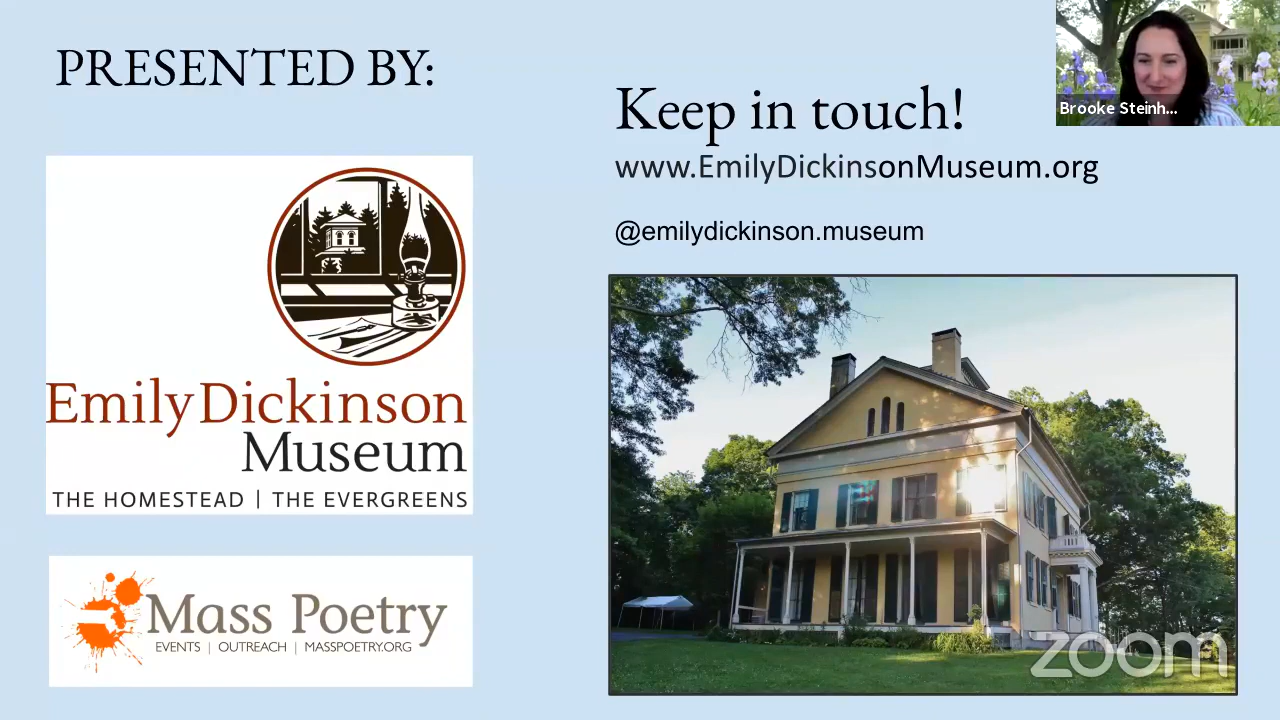 PRESENTED BY:
Keep in touch!
www.EmilyDickinsonMuseum.org
@emilydickinson.museum
Brooke Steinh...
Emily Dickinson
Museum
THE HOMESTEAD | THE EVERGREENS
Mass Poetry
EVENTS | OUTREACH | MASSPOETRY.ORG
zoom